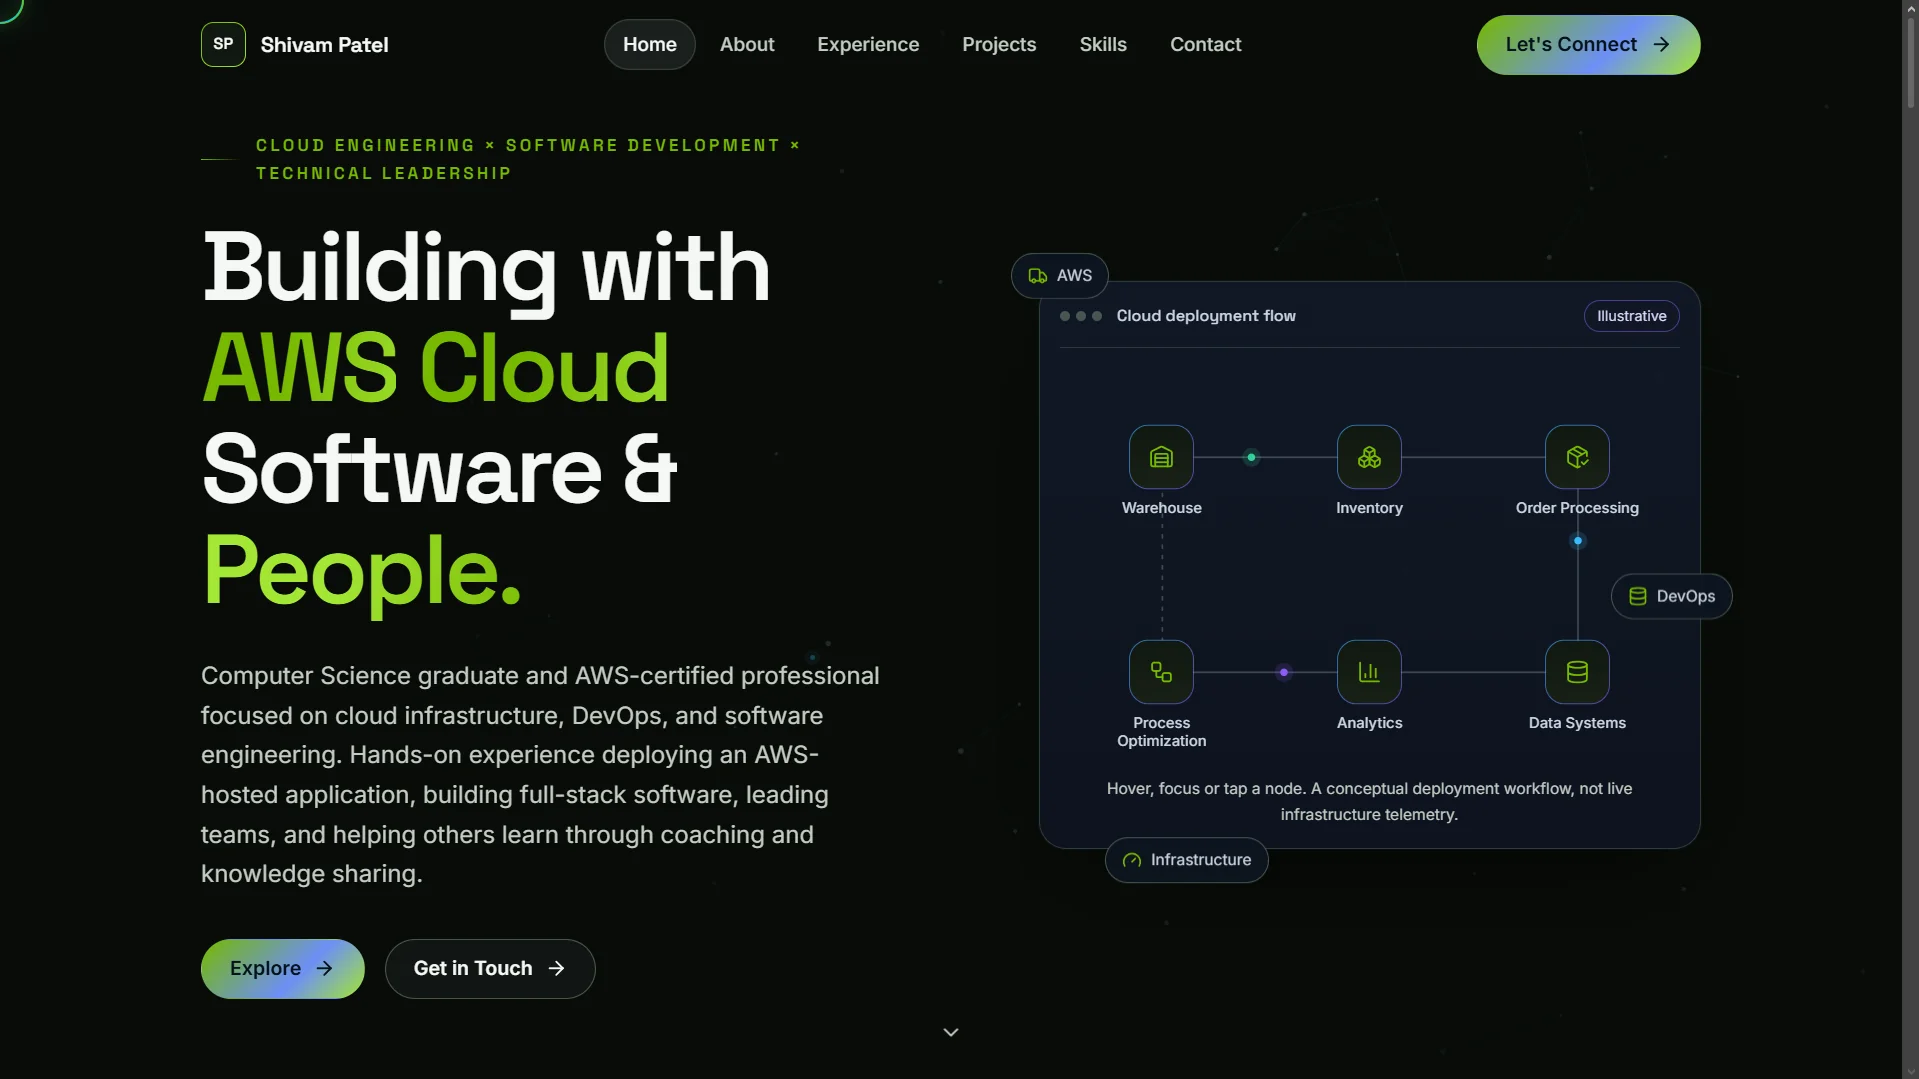 SP
Shivam Patel
Home
About
Experience
Projects
Skills
Contact
Let's Connect
CLOUD ENGINEERING × SOFTWARE DEVELOPMENT ×
TECHNICAL LEADERSHIP
Building with
AWS Cloud
Software &
People.
Computer Science graduate and AWS-certified professional
focused on cloud infrastructure, DevOps, and software
engineering. Hands-on experience deploying an AWS-
hosted application, building full-stack software, leading
teams, and helping others learn through coaching and
knowledge sharing.
Explore
Get in Touch
AWS
Cloud deployment flow
Illustrative
Warehouse
Inventory
Order Processing
DevOps
Process
Optimization
Analytics
Data Systems
Hover, focus or tap a node. A conceptual deployment workflow, not live
infrastructure telemetry.
Infrastructure